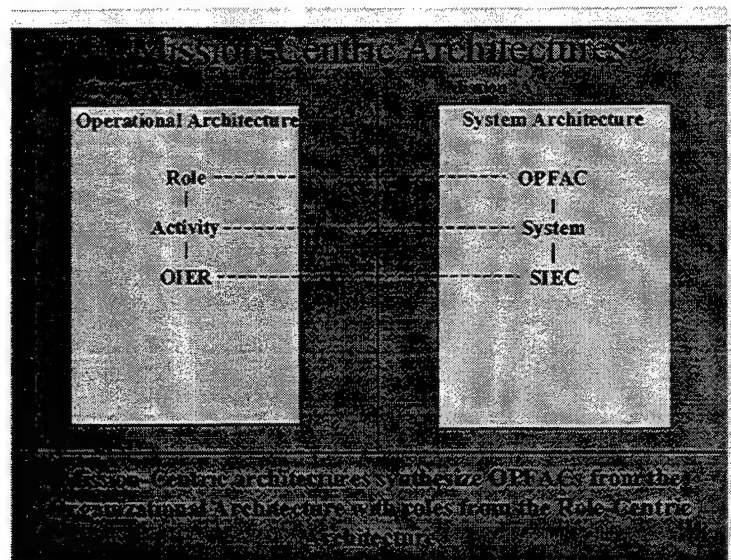 Mission-Centric Architectures
Operational Architecture
System Architecture
Role
OPFAC
Activity
System
OIER
SIEC
Mission-Centric architectures synthesize OPFACs from the
Organizational Architecture with roles from the Role-Centric
Architecture